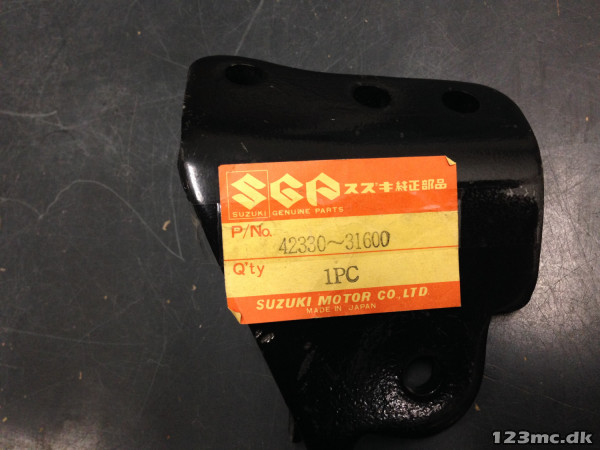 SGP スズキ純正部品
SUZUKI GENUINE PARTS
P/No. 42330~31600
Q'ty 1PC
SUZUKI MOTOR CO., LTD
MADE IN JAPAN
123mc.dk